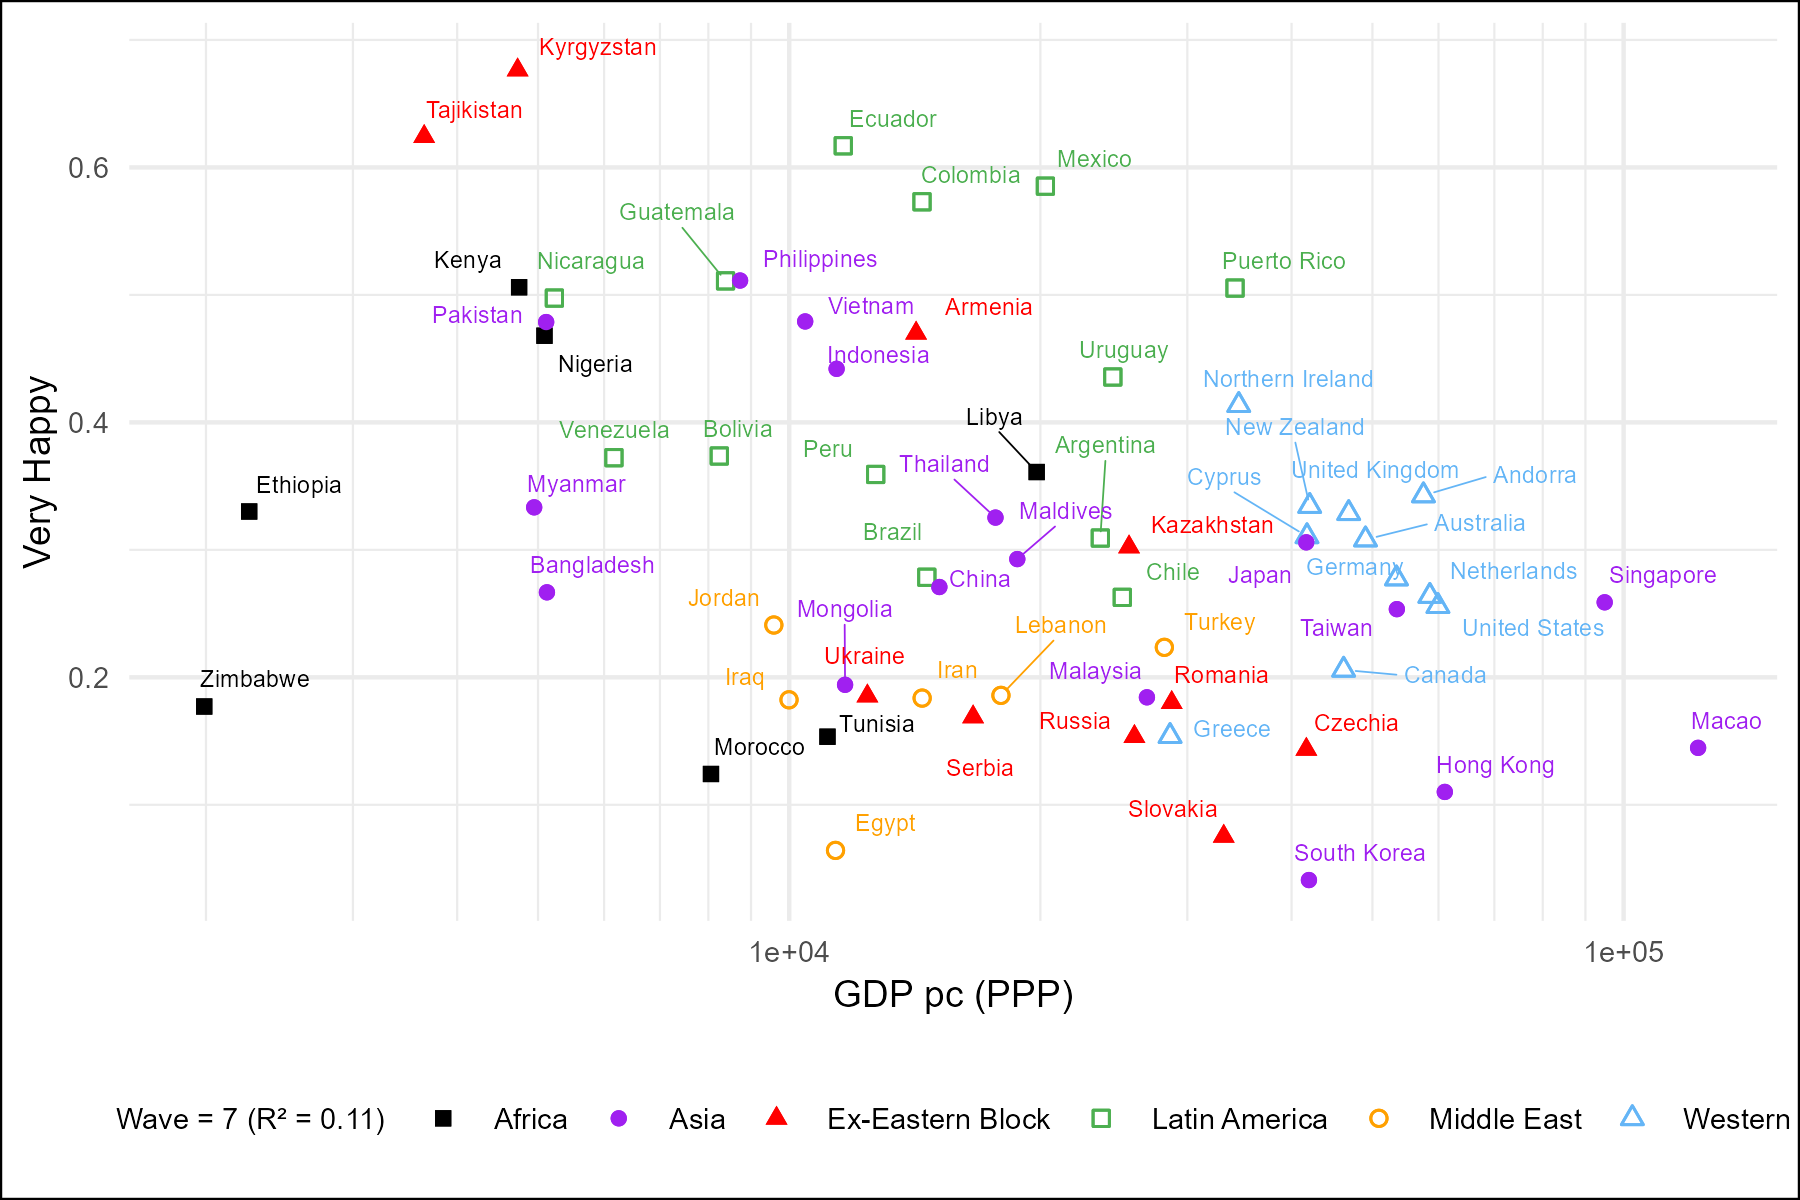 Kyrgyzstan
Tajikistan
Ecuador
Mexico
0.6
Colombia
Guatemala
Kenya
Nicaragua
Philippines
Puerto Rico
Pakistan
Vietnam
Armenia
Nigeria
Indonesia
Uruguay
Northern Ireland
0.4
Venezuela
Bolivia
Libya
New Zealand
Peru
Argentina
Thailand
Cyprus
United Kingdom
Andorra
Ethiopia
Myanmar
Maldives
Kazakhstan
Australia
Brazil
Bangladesh
China
Chile
Japan
Germany
Netherlands
Singapore
Jordan
Mongolia
Lebanon
Turkey
Taiwan
United States
Ukraine
0.2
Zimbabwe
Iraq
Iran
Malaysia
Romania
Canada
Morocco
Tunisia
Russia
Greece
Czechia
Macao
Serbia
Hong Kong
Egypt
Slovakia
South Korea
Very Happy
1e+04
1e+05
GDP pc (PPP)
Wave = 7 (R² = 0.11) Africa Asia Ex-Eastern Block Latin America Middle East Western